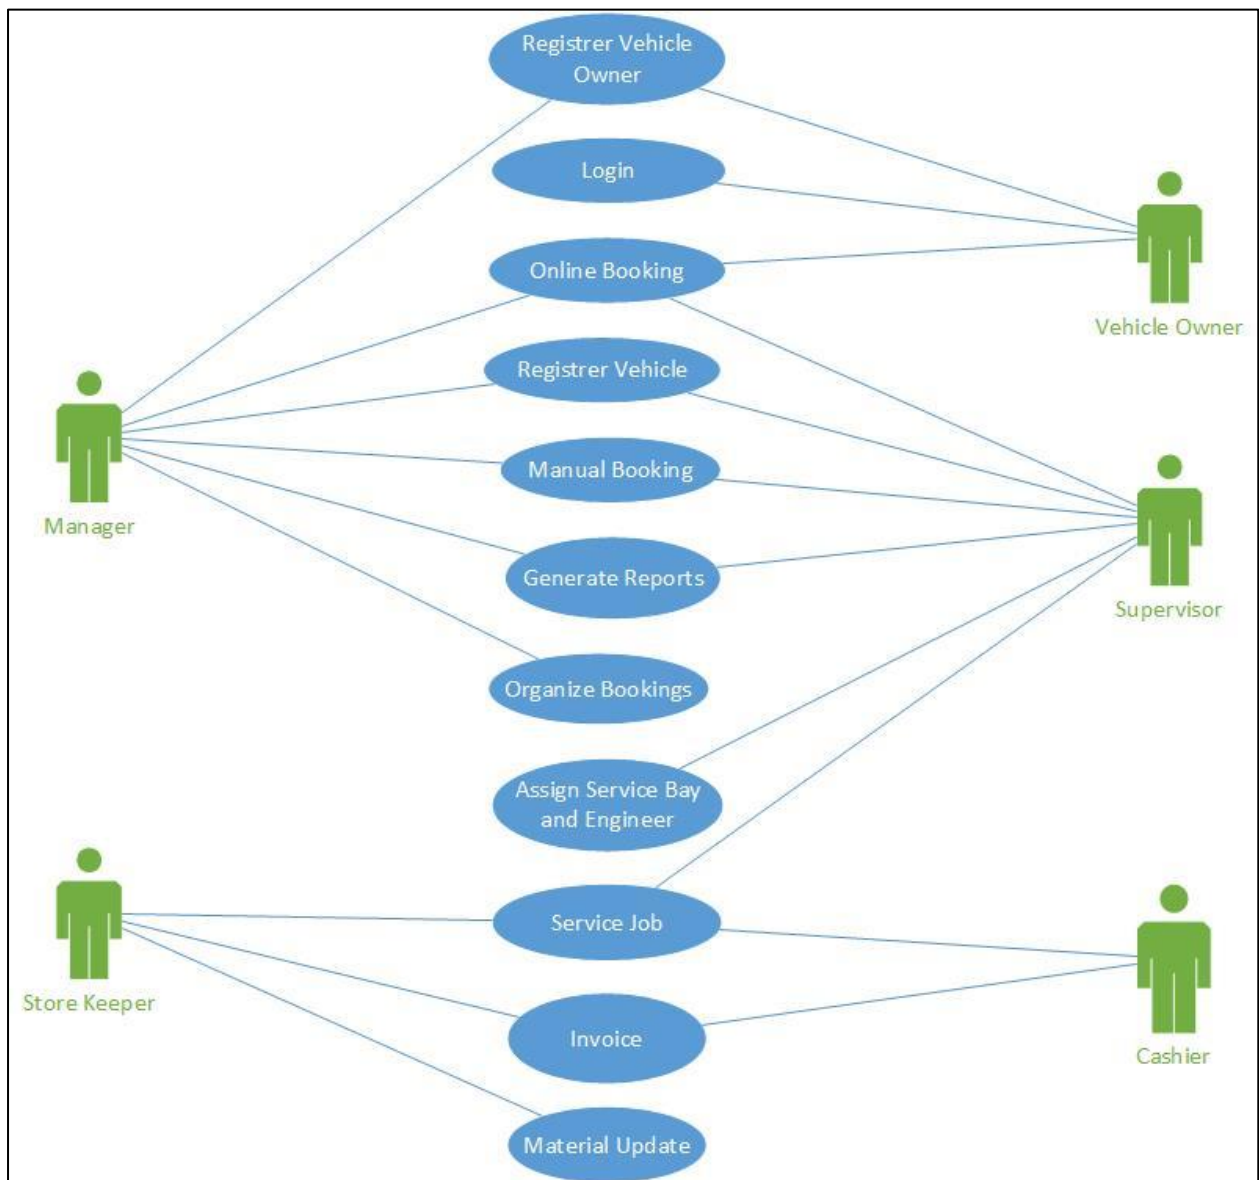 Registrer Vehicle
Owner
Login
Online Booking
Vehicle Owner
Registrer Vehicle
Manual Booking
Manager
Generate Reports
Supervisor
Organize Bookings
Assign Service Bay
and Engineer
Service Job
Store Keeper
Invoice
Cashier
Material Update